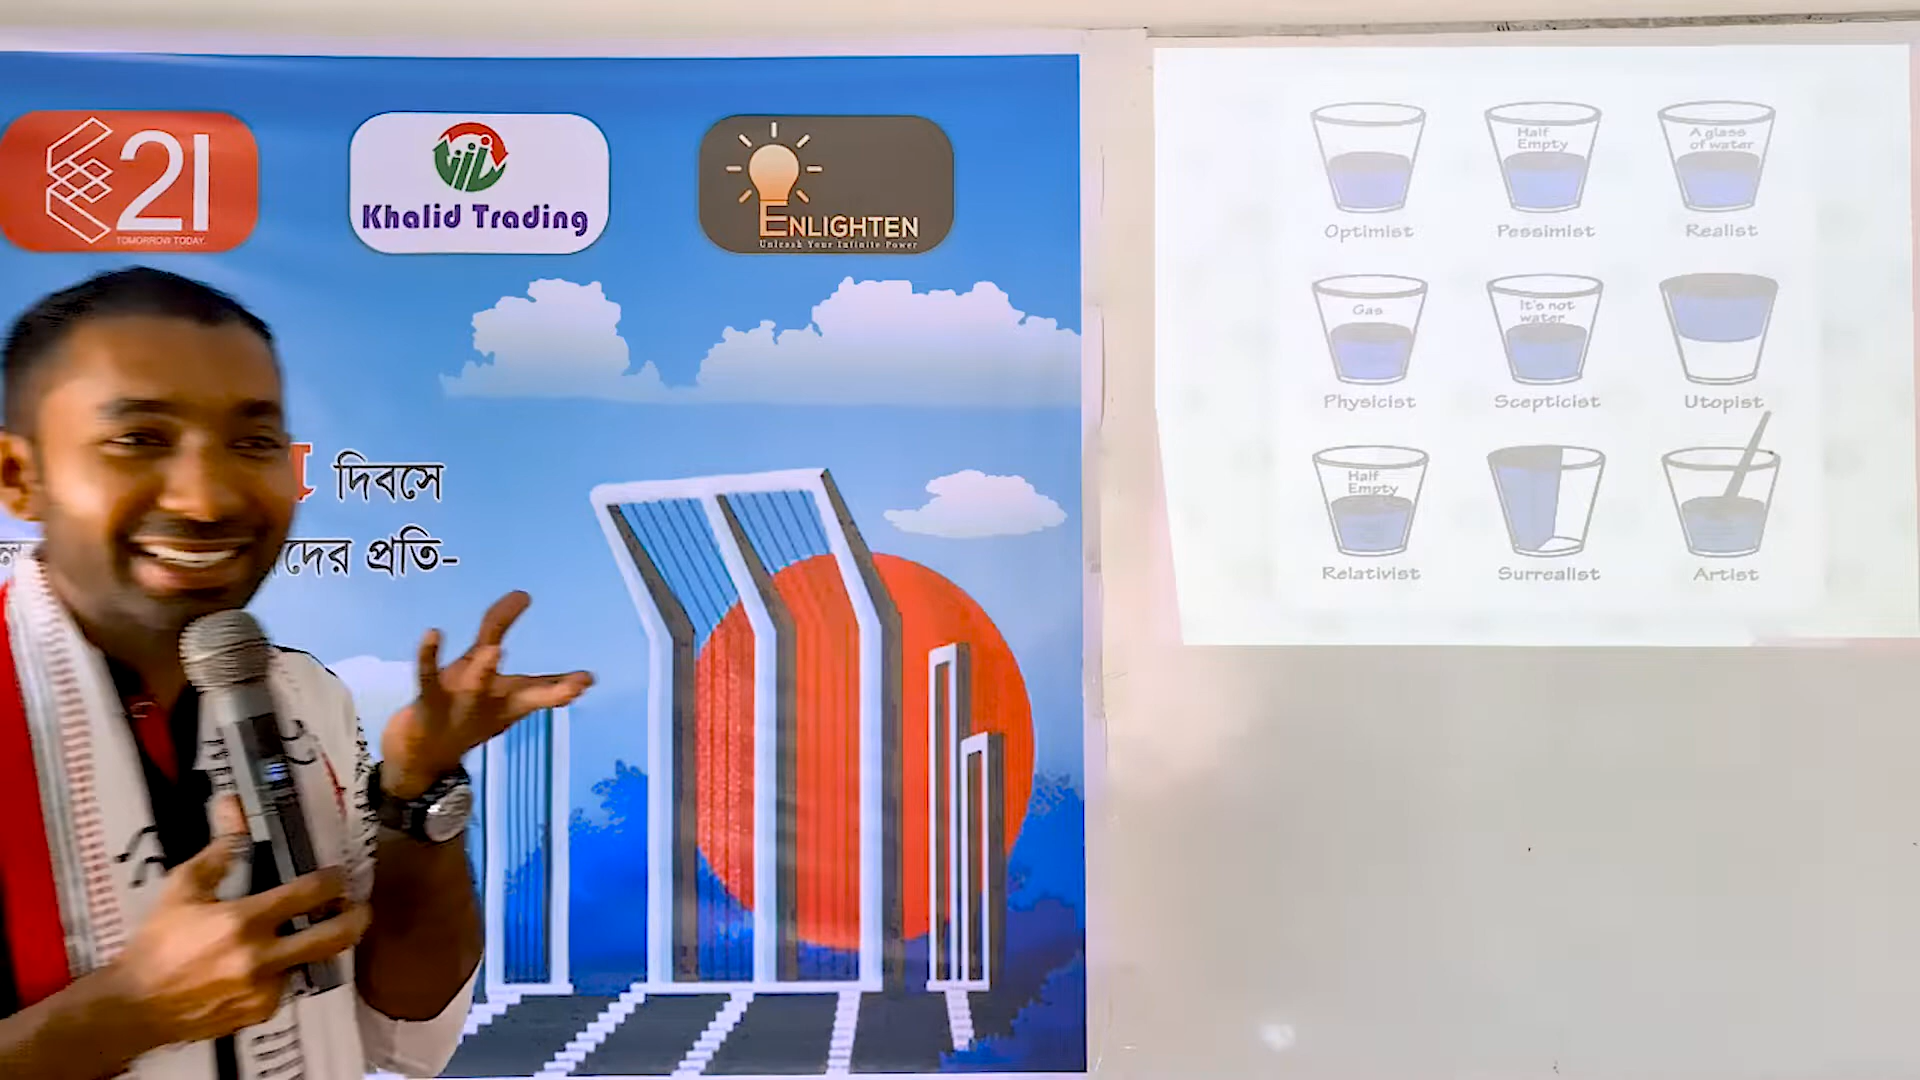 21
TOMORROW TODAY.
Khalid Trading
ENLIGHTEN
Unleash Your Infinite Power
দিবসে
দের প্রতি-
Optimist
Half
Empty
Pessimist
A glass
of water
Realist
Gas
Physicist
It's not
water
Scepticist
Utopist
Half
Empty
Relativist
Surrealist
Artist